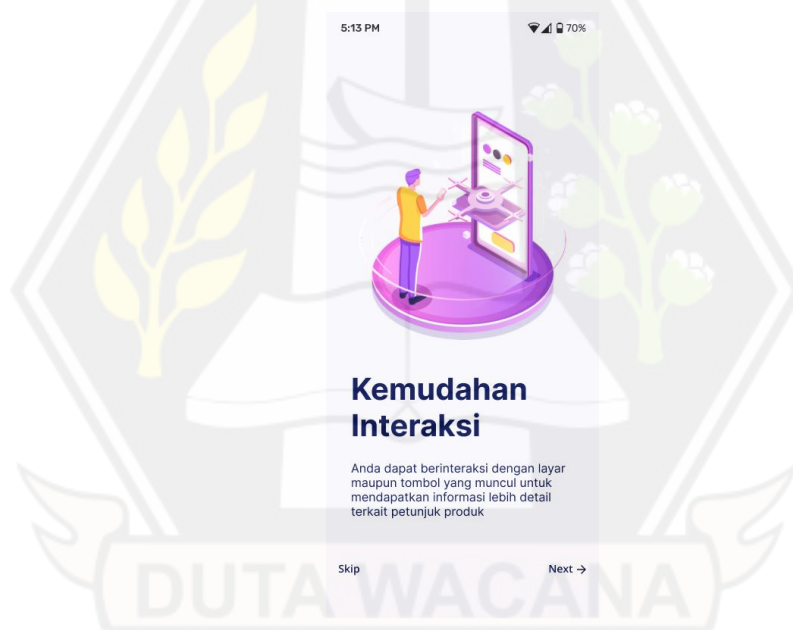 5:13 PM 70%
Kemudahan
Interaksi
Anda dapat berinteraksi dengan layar
maupun tombol yang muncul untuk
mendapatkan informasi lebih detail
terkait petunjuk produk
Skip Next →
DUTA WACANA